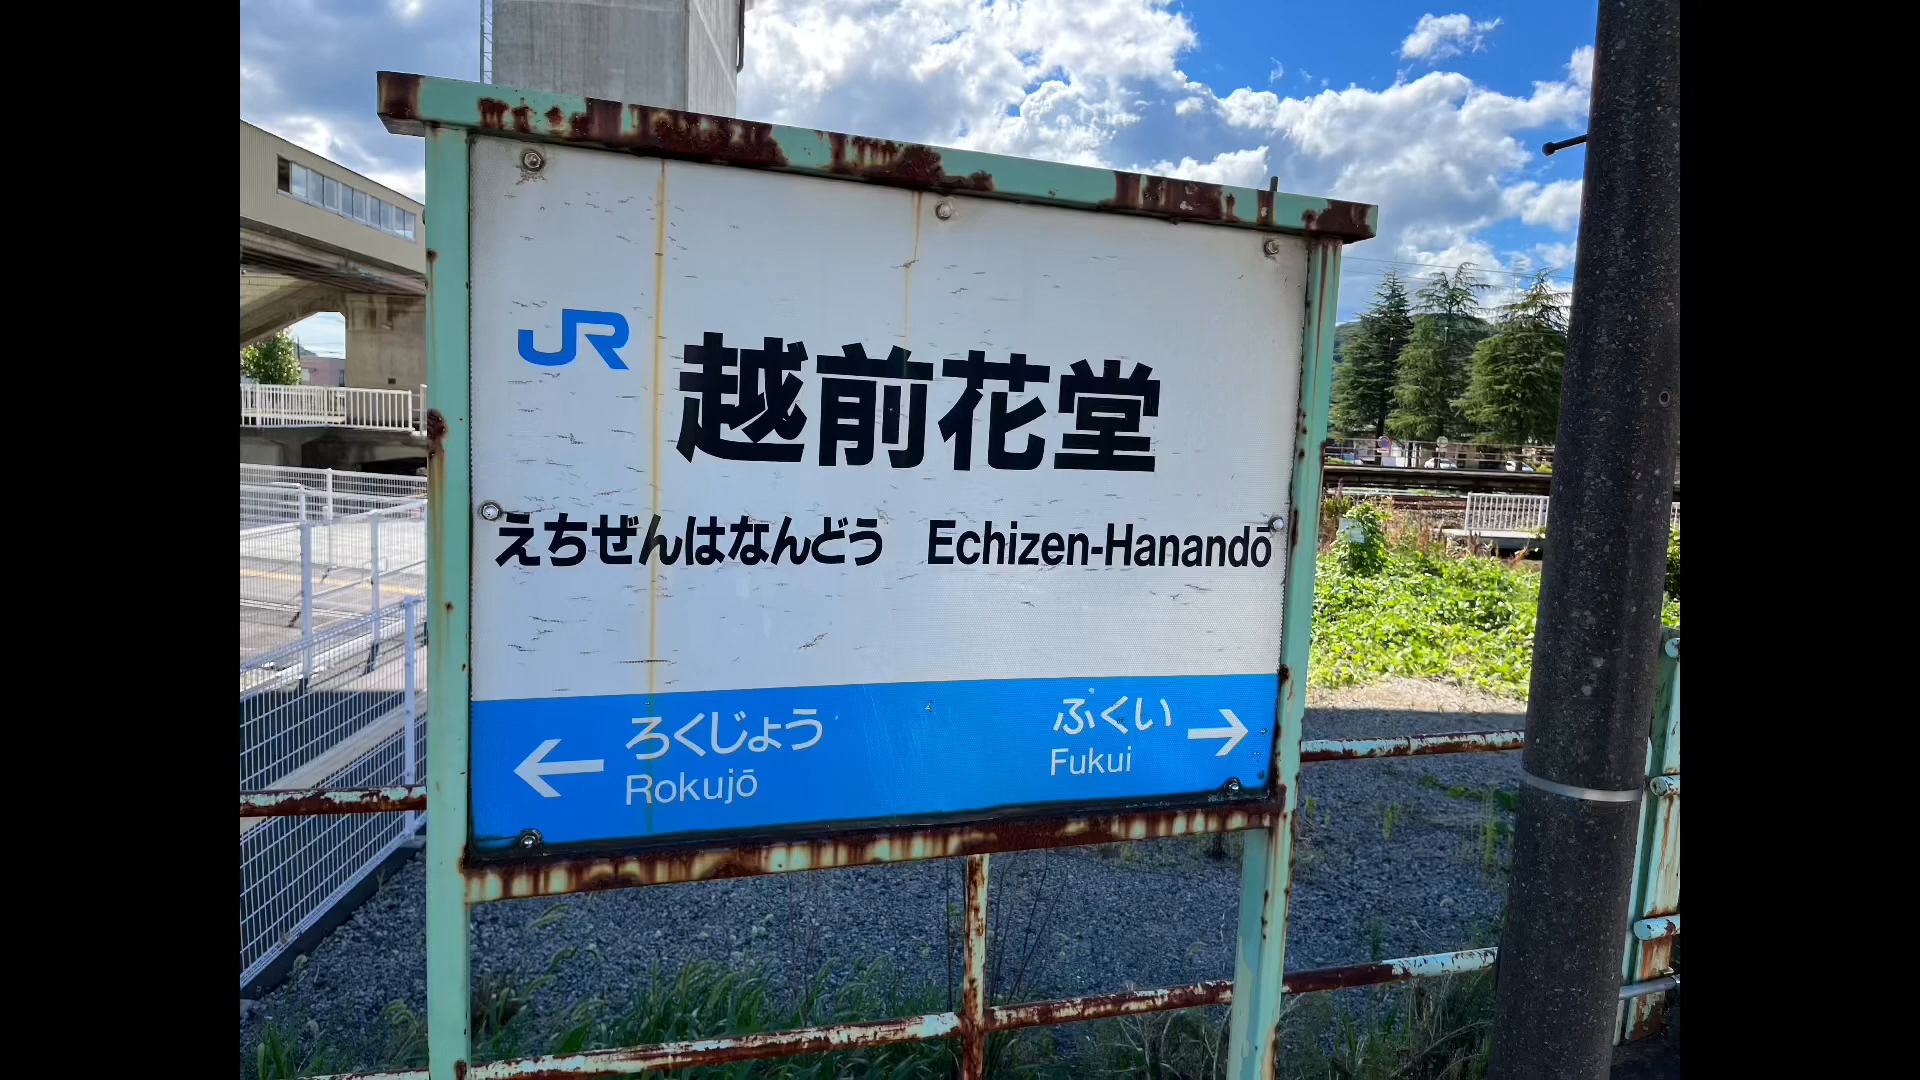 JR 越前花堂
えちぜんはなんどう Echizen-Hanandō
← ろくじょう ふくい →
Rokujō Fukui